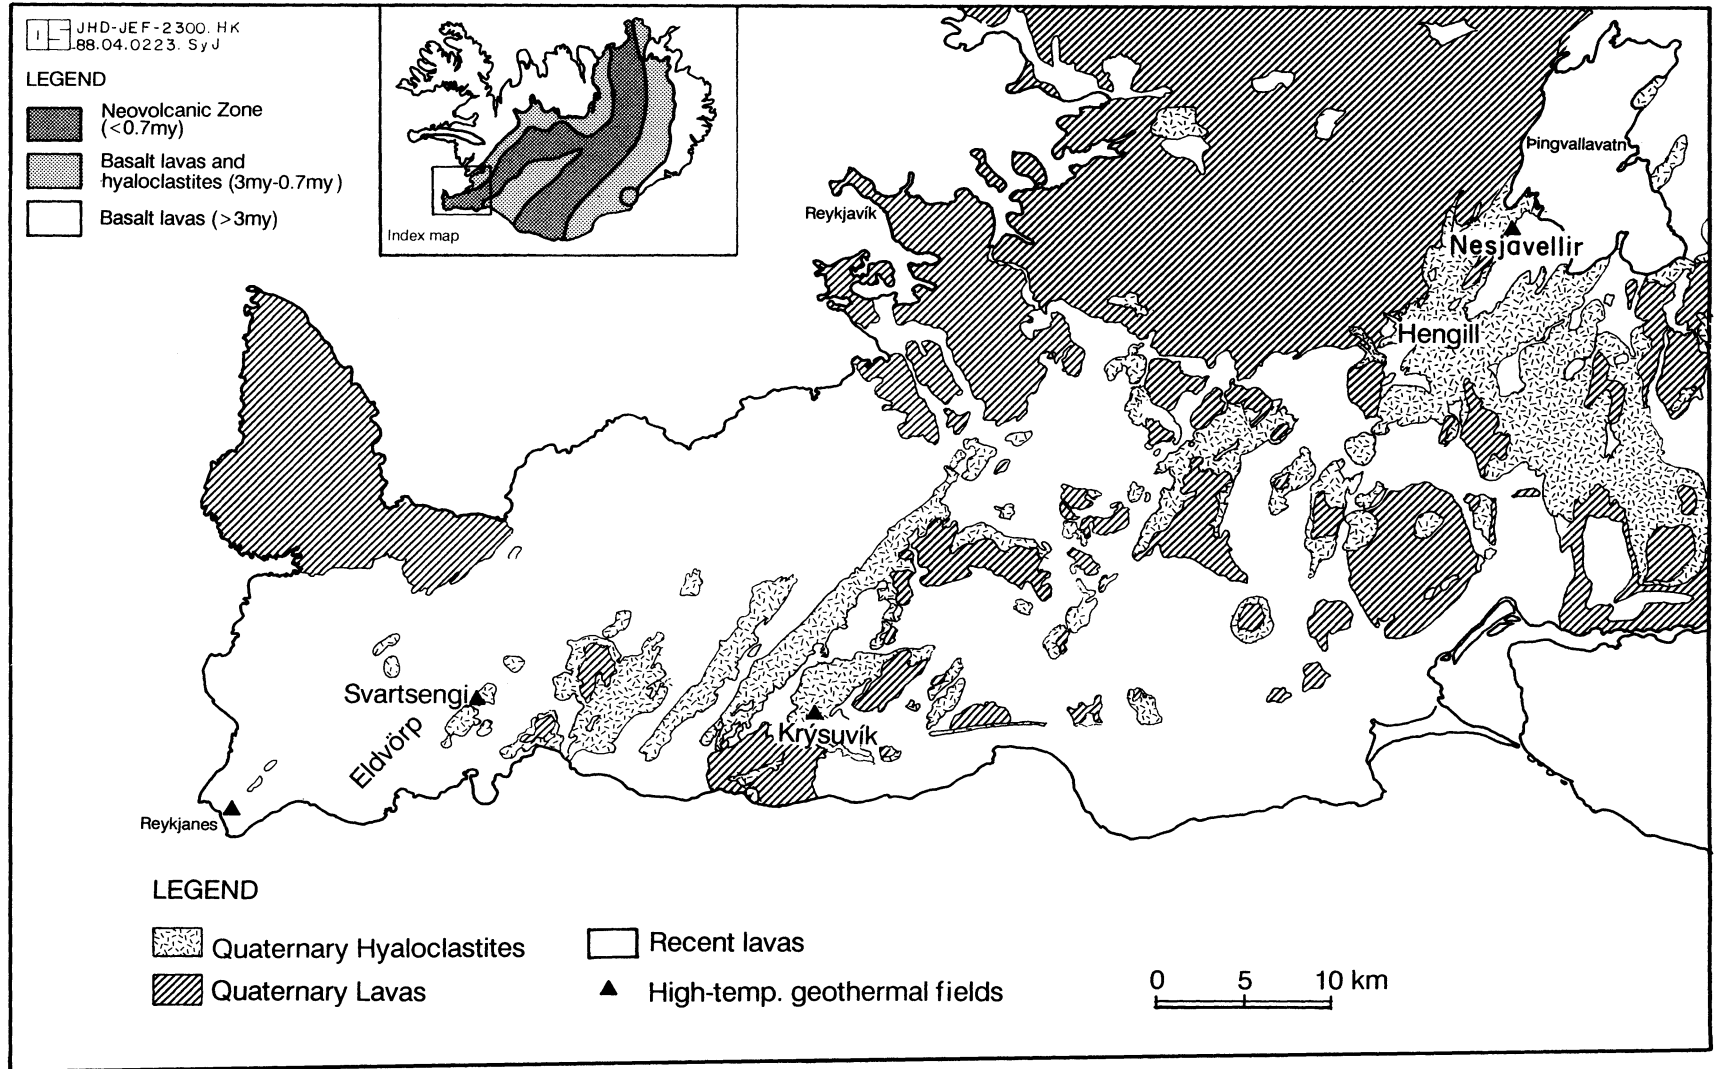 OS
JHD-JEF-2300. HK
88.04.0223. SyJ
LEGEND
Neovolcanic Zone
(<0.7my)
Basalt lavas and
hyaloclastites (3my-0.7my)
Basalt lavas (>3my)
Index map
Reykjavík
Þingvallavatn
Nesjavellir
Hengill
Svartsengi
Eldvörp
Krýsuvík
Reykjanes
LEGEND
Quaternary Hyaloclastites
Quaternary Lavas
Recent lavas
High-temp. geothermal fields
0 5 10 km